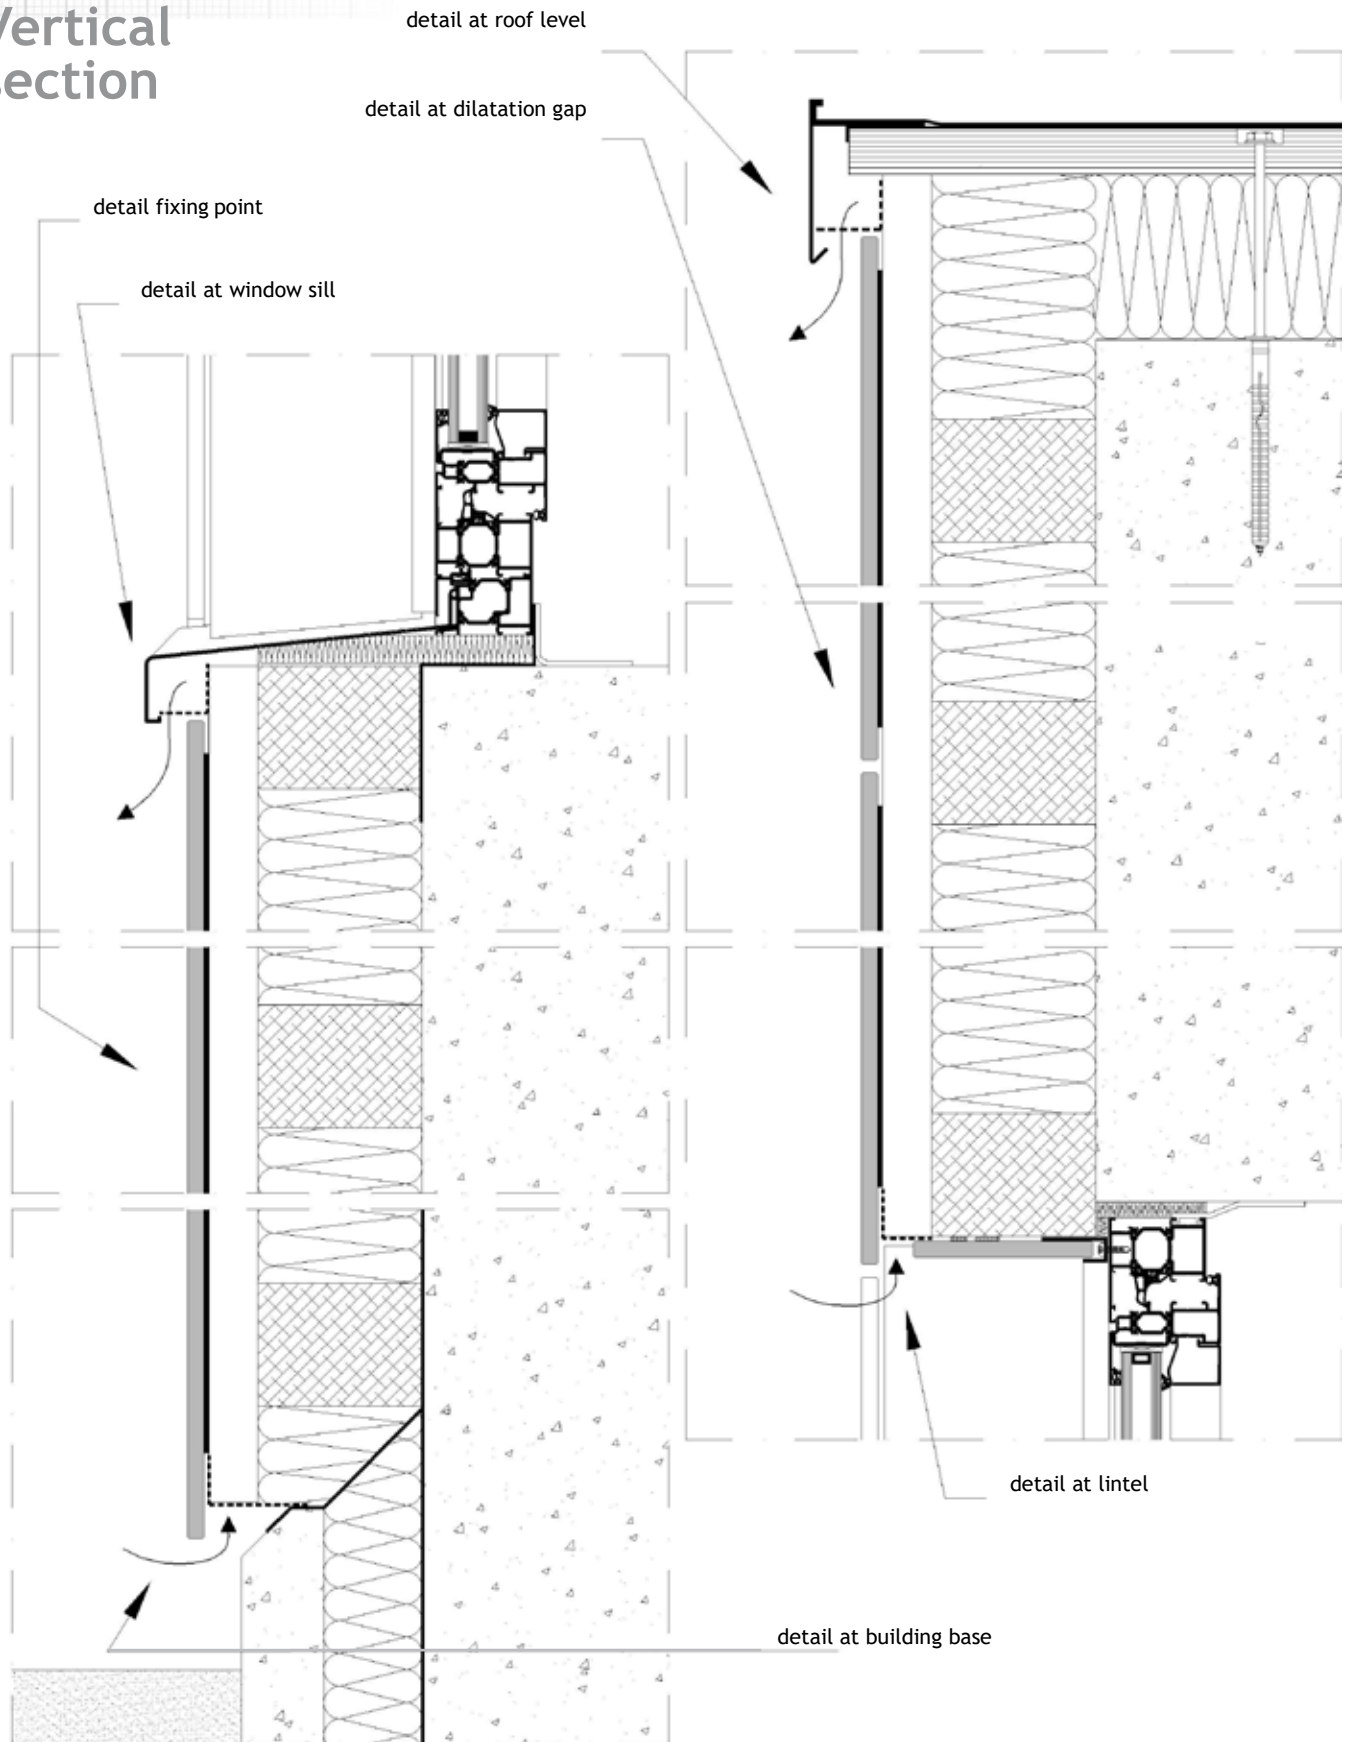 Vertical
section
detail at roof level
detail at dilatation gap
detail fixing point
detail at window sill
detail at lintel
detail at building base